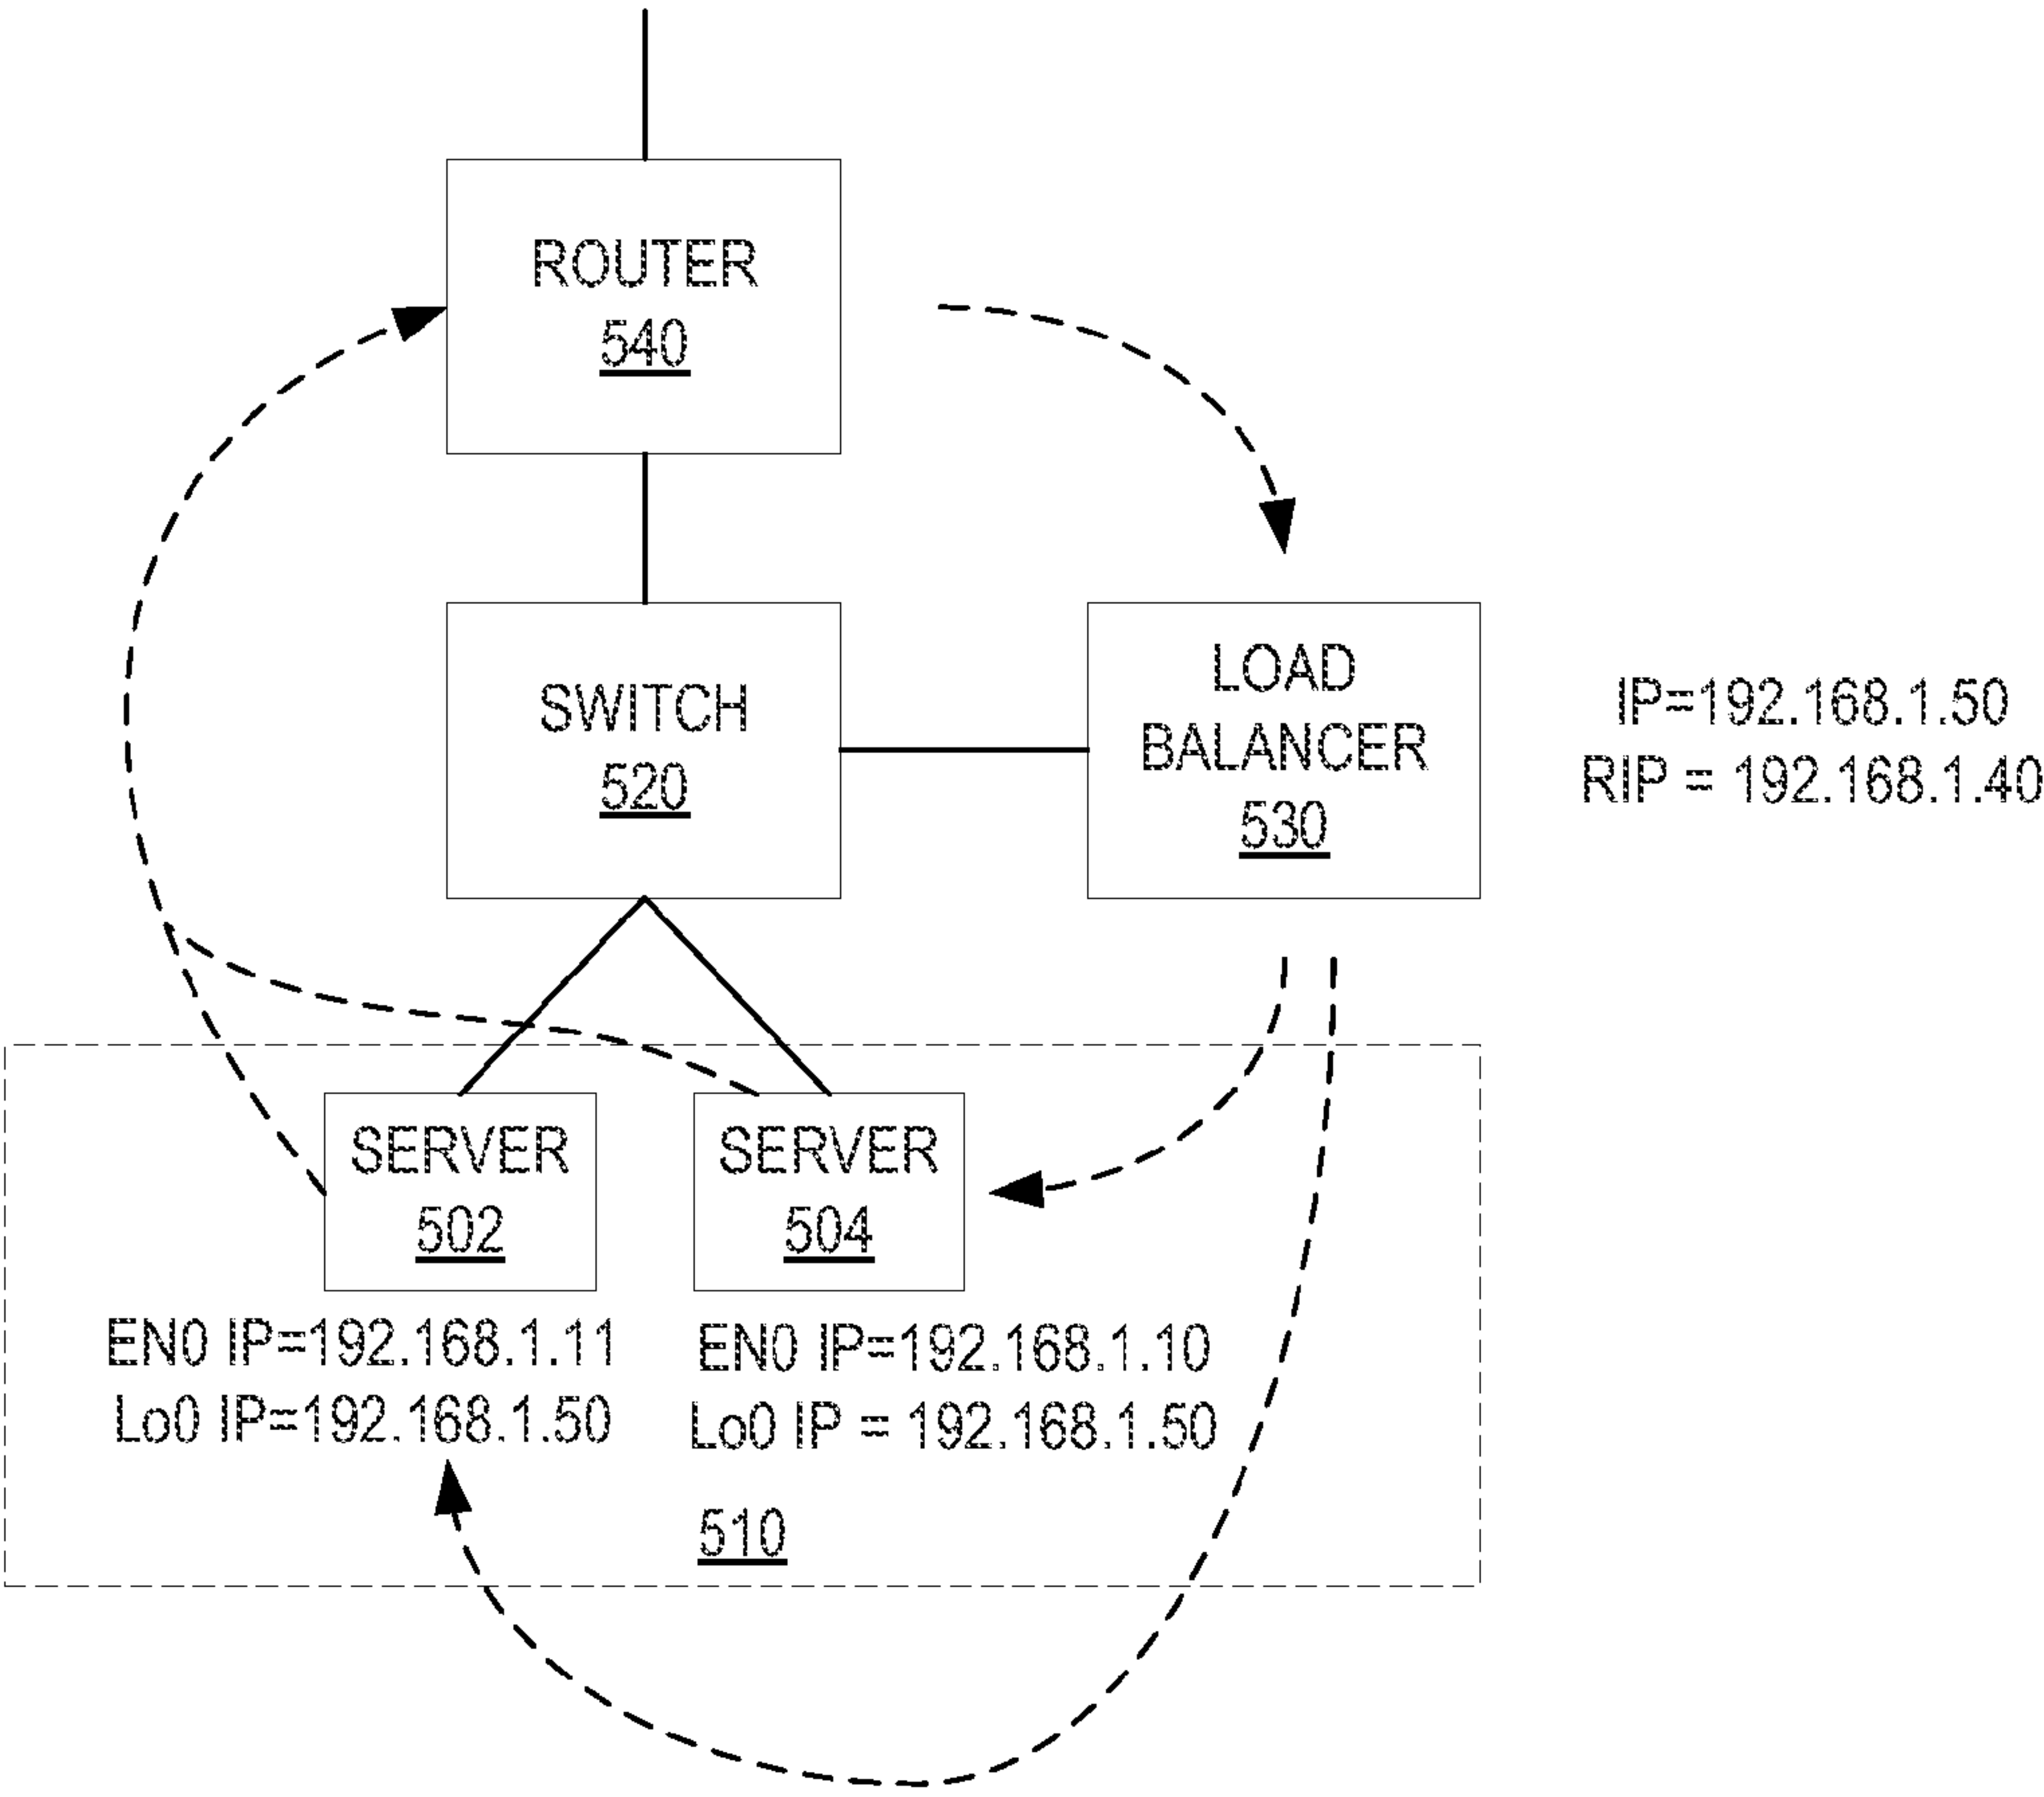 ROUTER
540
SWITCH
520
LOAD
BALANCER
530
IP=192.168.1.50
RIP = 192.168.1.40
SERVER
502
SERVER
504
EN0 IP=192.168.1.11
Lo0 IP=192.168.1.50
EN0 IP=192.168.1.10
Lo0 IP = 192.168.1.50
510